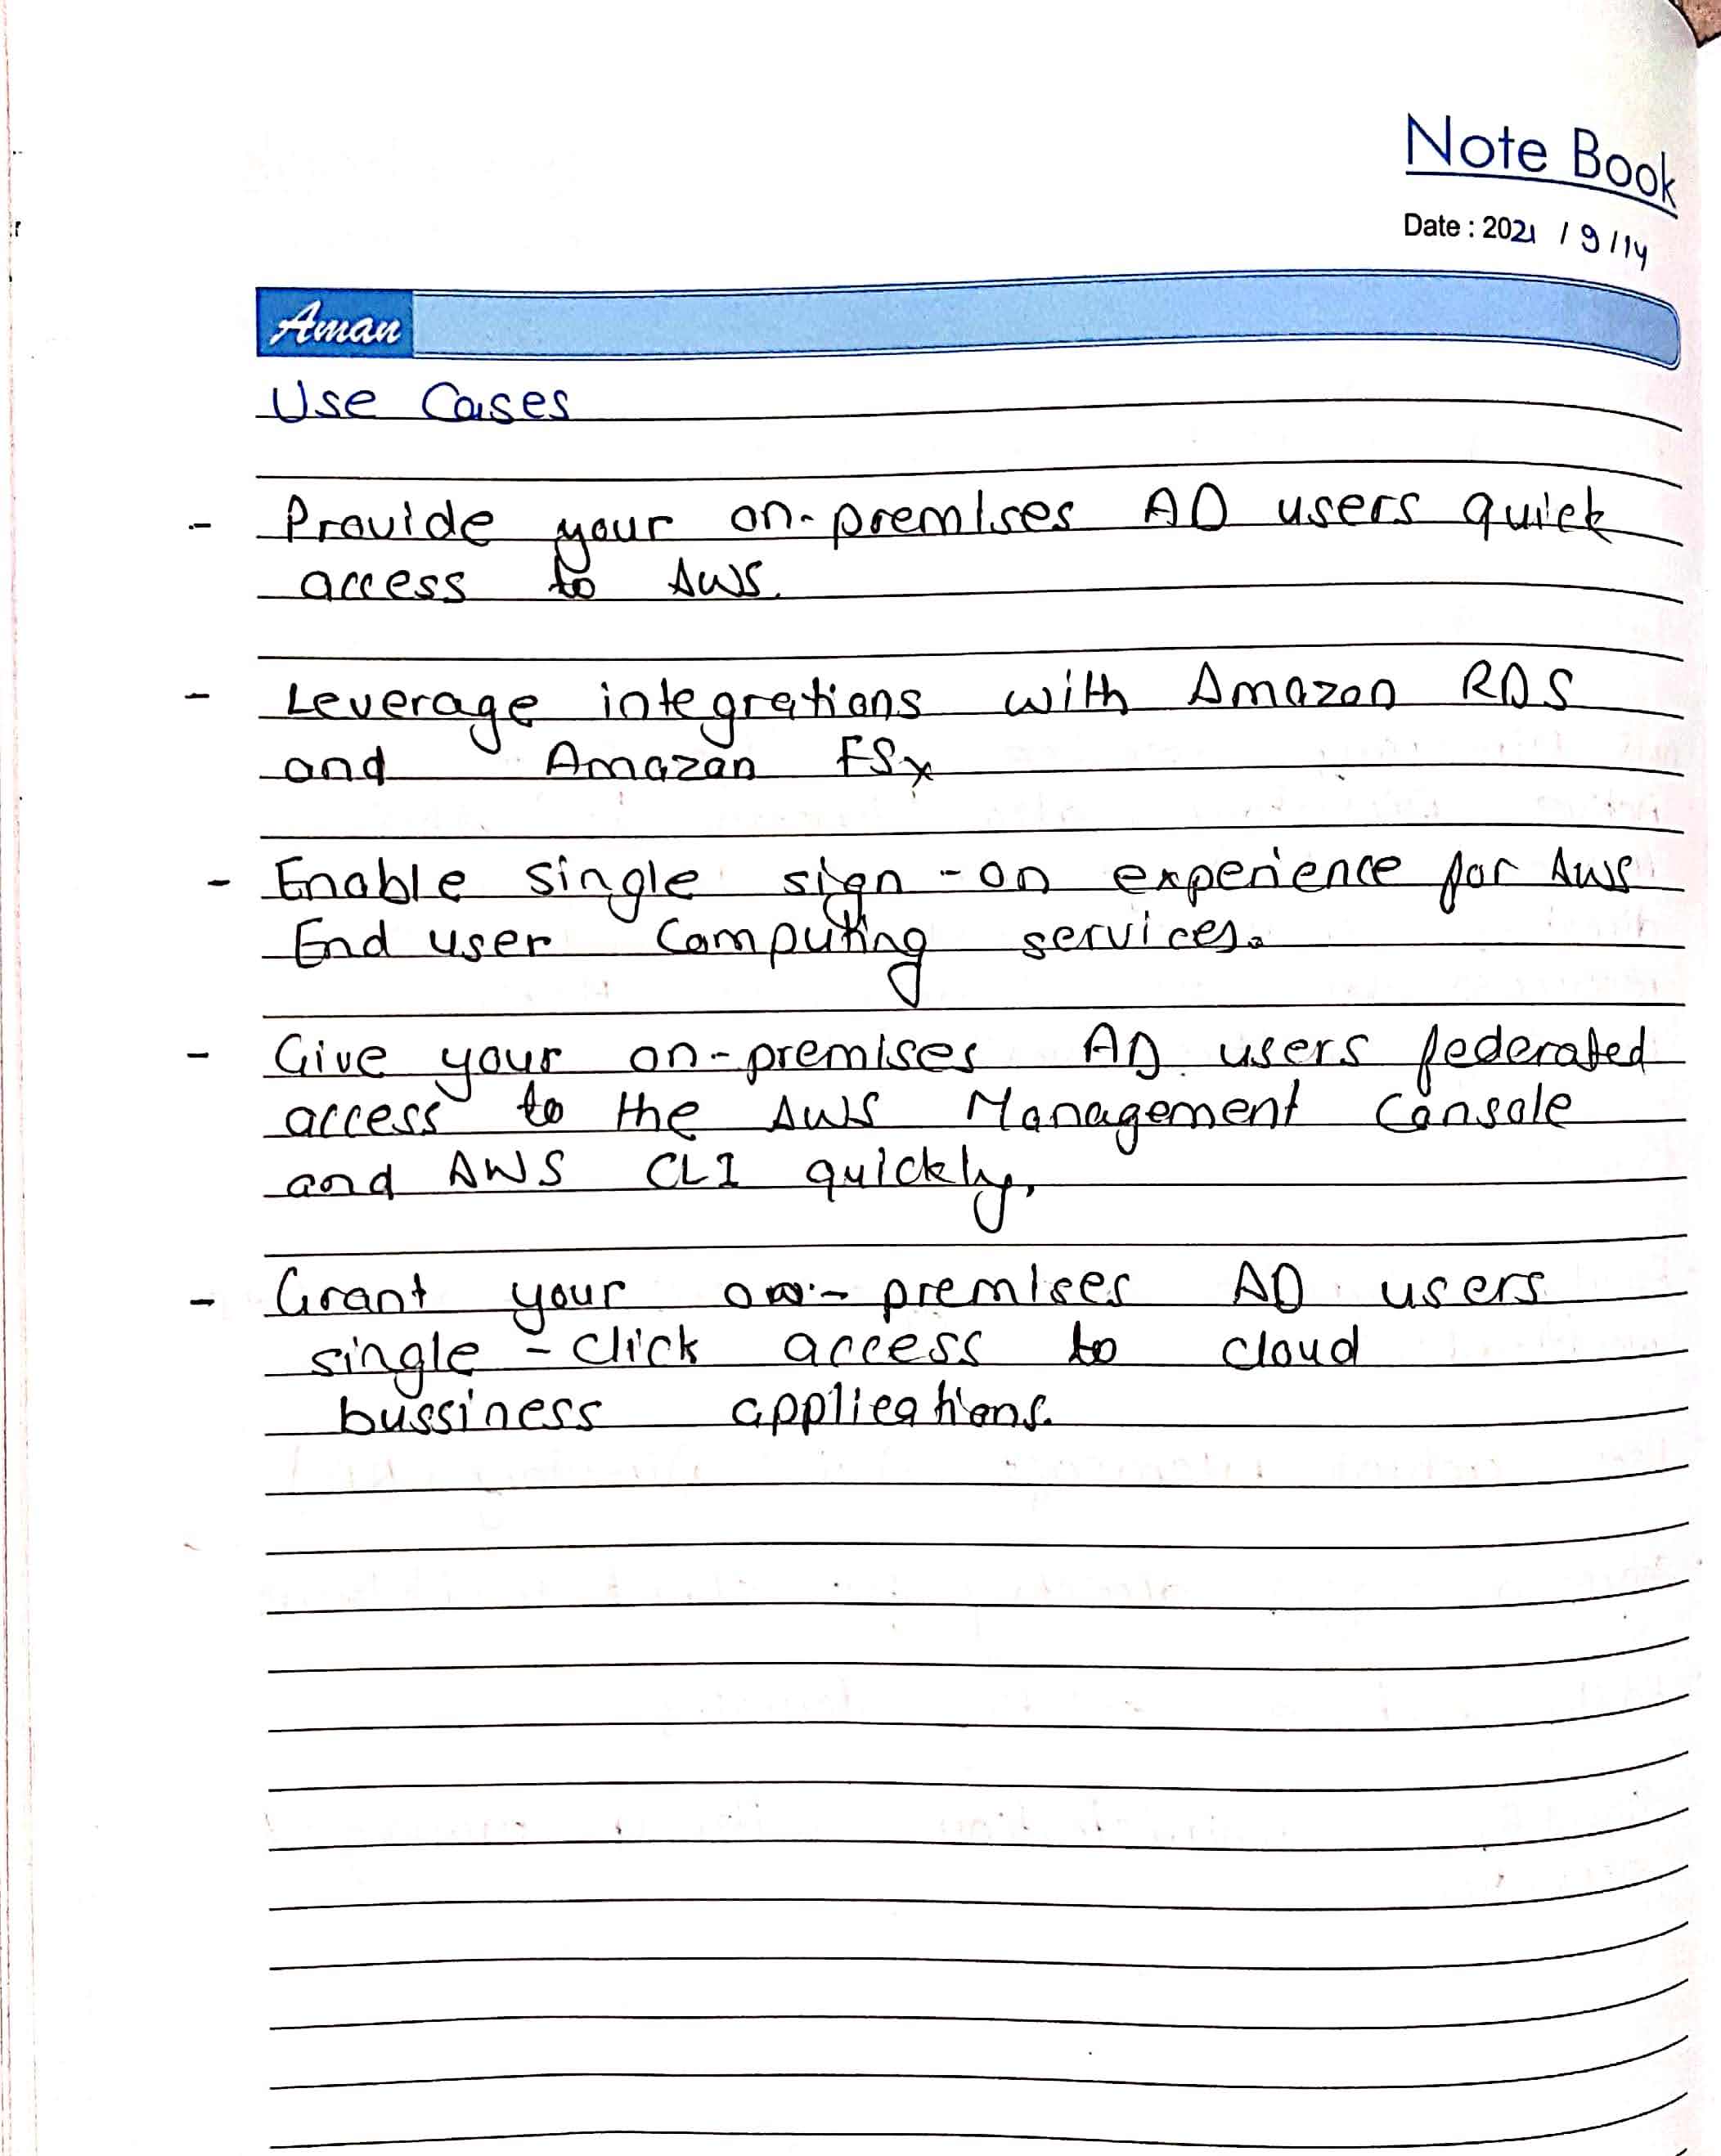 Note Book
Date : 2021 / 9 / 14
Aman
Use Cases
- Provide your on-premises AD users quick
access to AWS.
- Leverage integrations with Amazon RDS
and Amazon FSx
- Enable single sign-on experience for AWS
End user Computing services.
- Give your on-premises AD users federated
access to the AWS Management Console
and AWS CLI quickly.
- Grant your on-premises AD users
single-click access to cloud
bussiness applications.